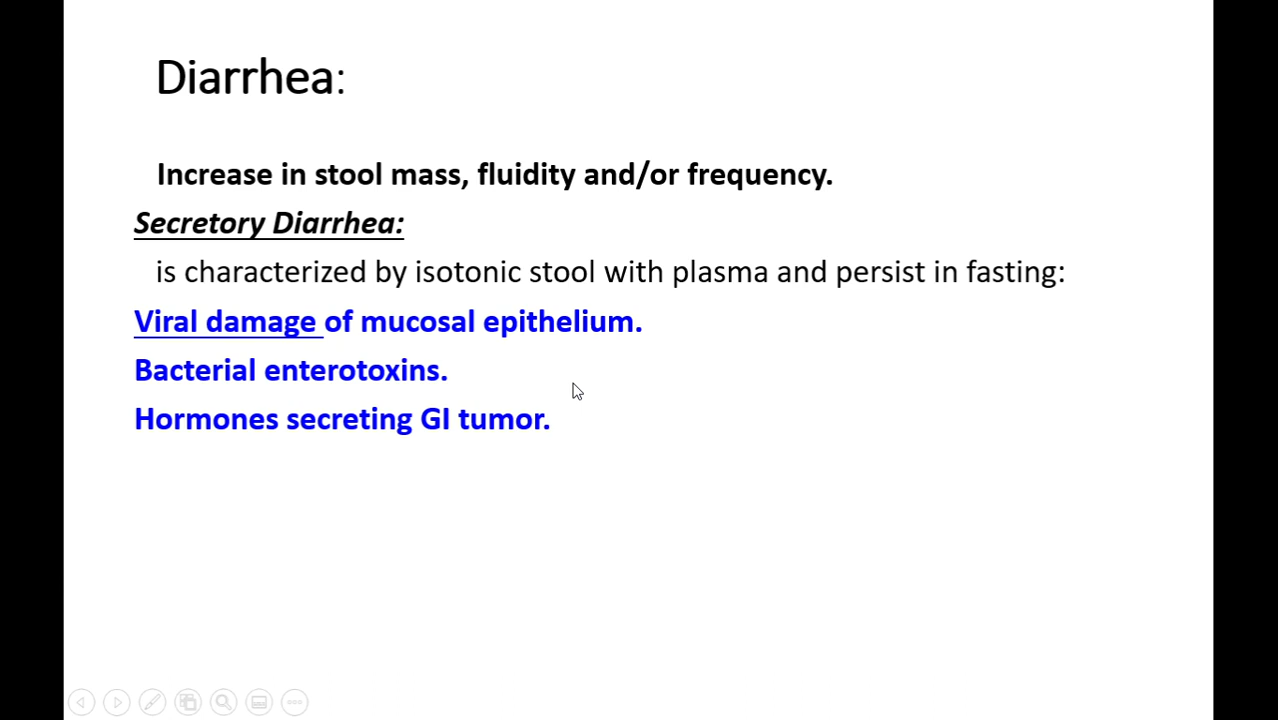 Diarrhea:
Increase in stool mass, fluidity and/or frequency.
Secretory Diarrhea:
is characterized by isotonic stool with plasma and persist in fasting:
Viral damage of mucosal epithelium.
Bacterial enterotoxins.
Hormones secreting GI tumor.